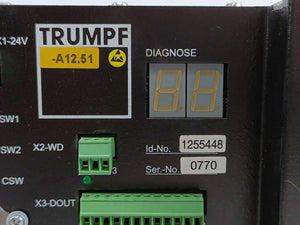 X1-24V
TRUMPF
-A12.51
DIAGNOSE
SW1
SW2
CSW
X2-WD
3
Id-No. 1255448
Ser.-No. 0770
X3-DOUT